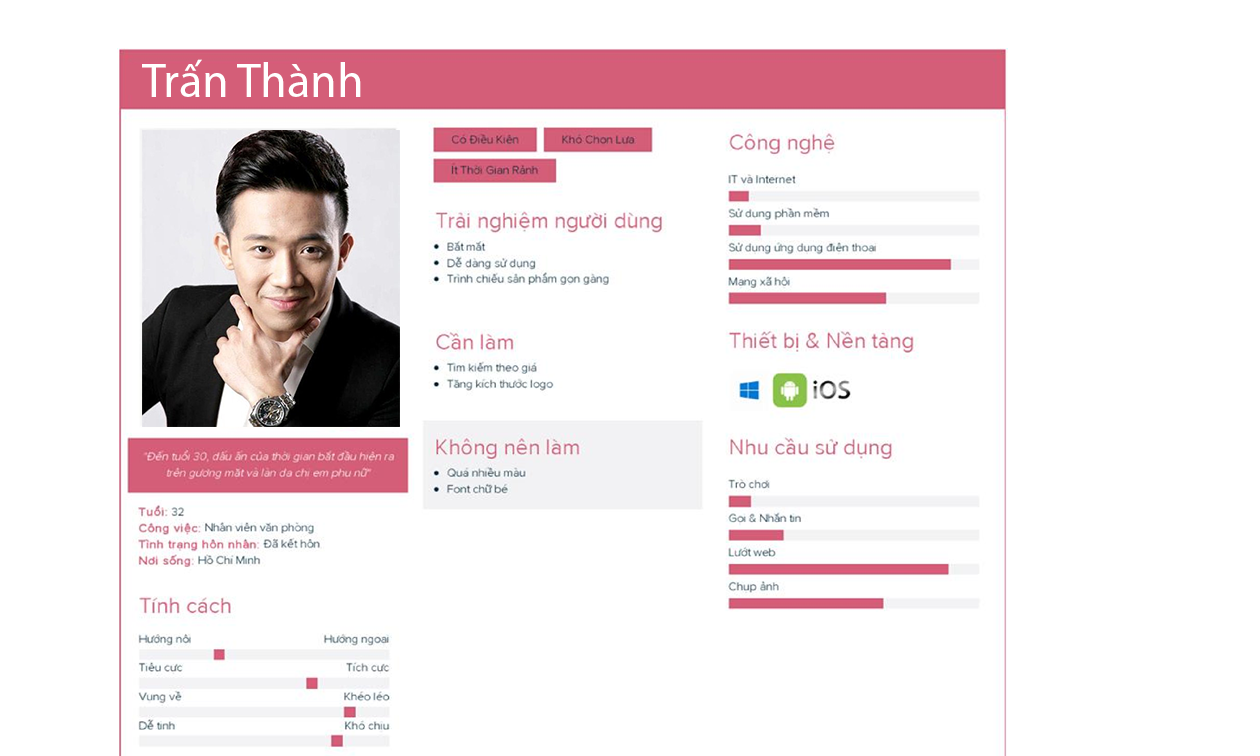 Trấn Thành
Có Điều Kiện
Khó Chọn Lựa
Ít Thời Gian Rảnh
"Đến tuổi 30, dấu ấn của thời gian bắt đầu hiện ra
trên gương mặt và làn da chị em phụ nữ"
Tuổi: 32
Công việc: Nhân viên văn phòng
Tình trạng hôn nhân: Đã kết hôn
Nơi sống: Hồ Chí Minh
Tính cách
Hướng nội Hướng ngoại
Tiêu cực Tích cực
Vụng về Khéo léo
Dễ tính Khó chịu
Trải nghiệm người dùng
Bắt mắt
Dễ dàng sử dụng
Trình chiếu sản phẩm gọn gàng
Cần làm
Tìm kiếm theo giá
Tăng kích thước logo
Không nên làm
Quá nhiều màu
Font chữ bé
Công nghệ
IT và Internet
Sử dụng phần mềm
Sử dụng ứng dụng điện thoại
Mạng xã hội
Thiết bị & Nền tảng
iOS
Nhu cầu sử dụng
Trò chơi
Gọi & Nhắn tin
Lướt web
Chụp ảnh